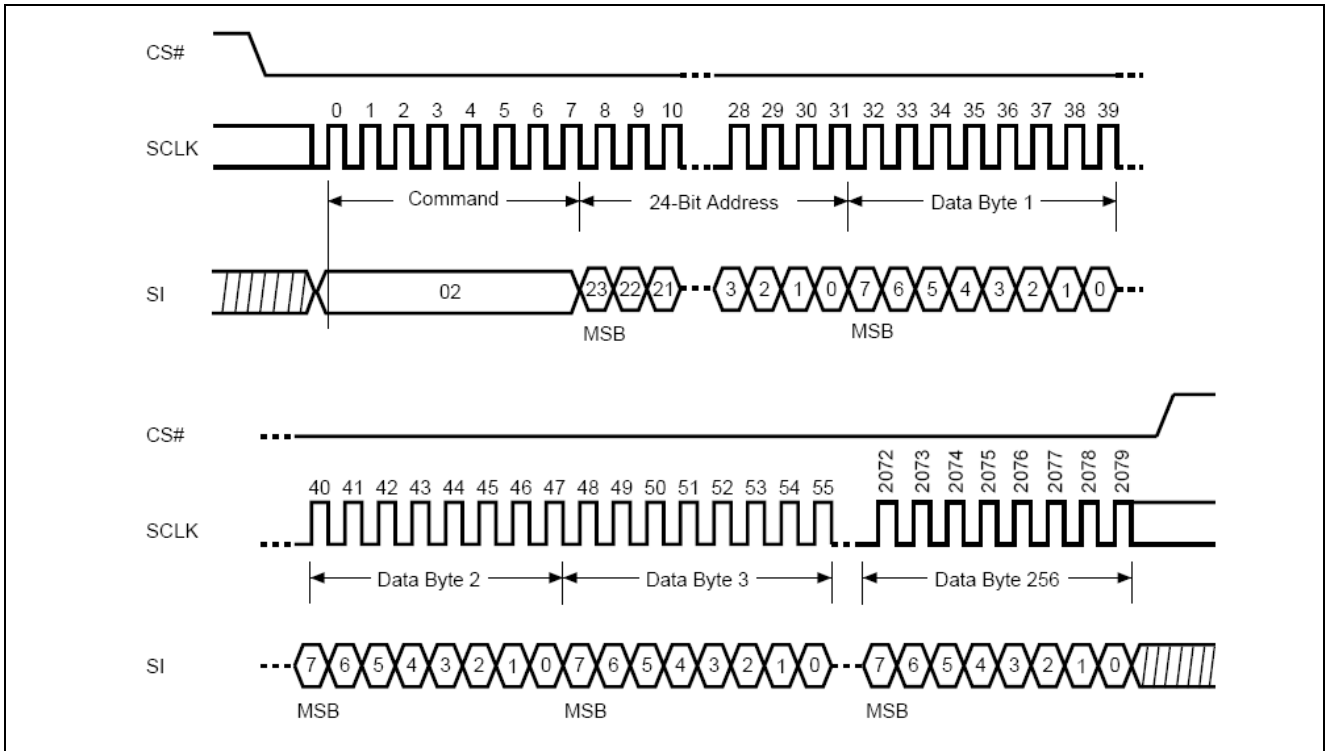 CS#
0 1 2 3 4 5 6 7 8 9 10 28 29 30 31 32 33 34 35 36 37 38 39
SCLK
Command 24-Bit Address Data Byte 1
SI 02 23 22 21 3 2 1 0 7 6 5 4 3 2 1 0
MSB MSB
CS#
2072 2073 2074 2075 2076 2077 2078 2079
40 41 42 43 44 45 46 47 48 49 50 51 52 53 54 55
SCLK
Data Byte 2 Data Byte 3 Data Byte 256
SI 7 6 5 4 3 2 1 0 7 6 5 4 3 2 1 0 7 6 5 4 3 2 1 0
MSB MSB MSB